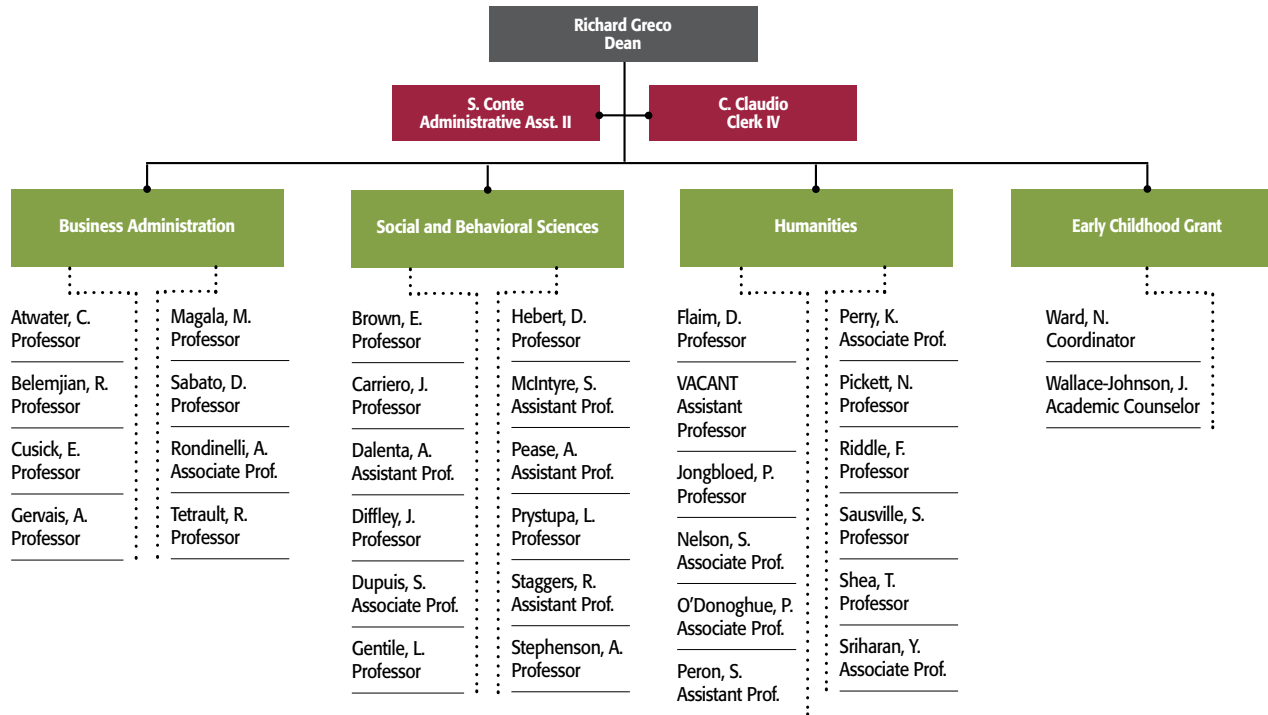 Richard Greco
Dean
S. Conte
Administrative Asst. II
C. Claudio
Clerk IV
Business Administration
Atwater, C.
Professor
Belemjian, R.
Professor
Cusick, E.
Professor
Gervais, A.
Professor
Magala, M.
Professor
Sabato, D.
Professor
Rondinelli, A.
Associate Prof.
Tetrault, R.
Professor
Social and Behavioral Sciences
Brown, E.
Professor
Carriero, J.
Professor
Dalenta, A.
Assistant Prof.
Diffley, J.
Professor
Dupuis, S.
Associate Prof.
Gentile, L.
Professor
Hebert, D.
Professor
McIntyre, S.
Assistant Prof.
Pease, A.
Assistant Prof.
Prystupa, L.
Professor
Staggers, R.
Assistant Prof.
Stephenson, A.
Professor
Humanities
Flaim, D.
Professor
VACANT
Assistant
Professor
Jongbloed, P.
Professor
Nelson, S.
Associate Prof.
O'Donoghue, P.
Associate Prof.
Peron, S.
Assistant Prof.
Perry, K.
Associate Prof.
Pickett, N.
Professor
Riddle, F.
Professor
Sausville, S.
Professor
Shea, T.
Professor
Sriharan, Y.
Associate Prof.
Early Childhood Grant
Ward, N.
Coordinator
Wallace-Johnson, J.
Academic Counselor